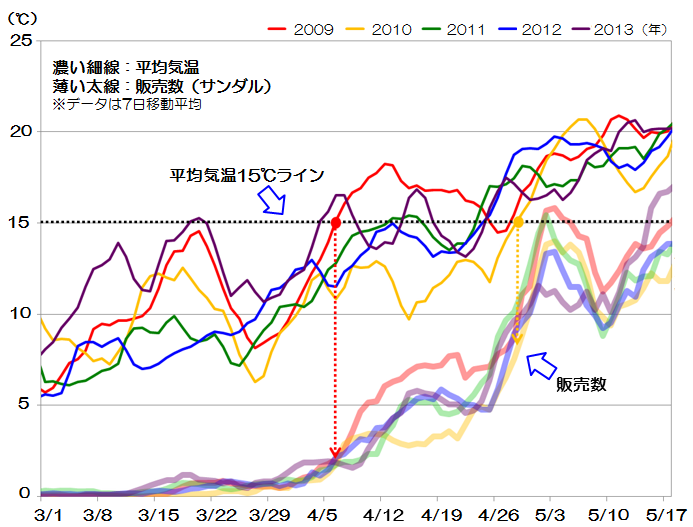 (℃)
2009 2010 2011 2012 2013 (年)
25
濃い細線：平均気温
薄い太線：販売数（サンダル）
※データは7日移動平均
20
平均気温15℃ライン
15
10
販売数
5
0
3/1 3/8 3/15 3/22 3/29 4/5 4/12 4/19 4/26 5/3 5/10 5/17